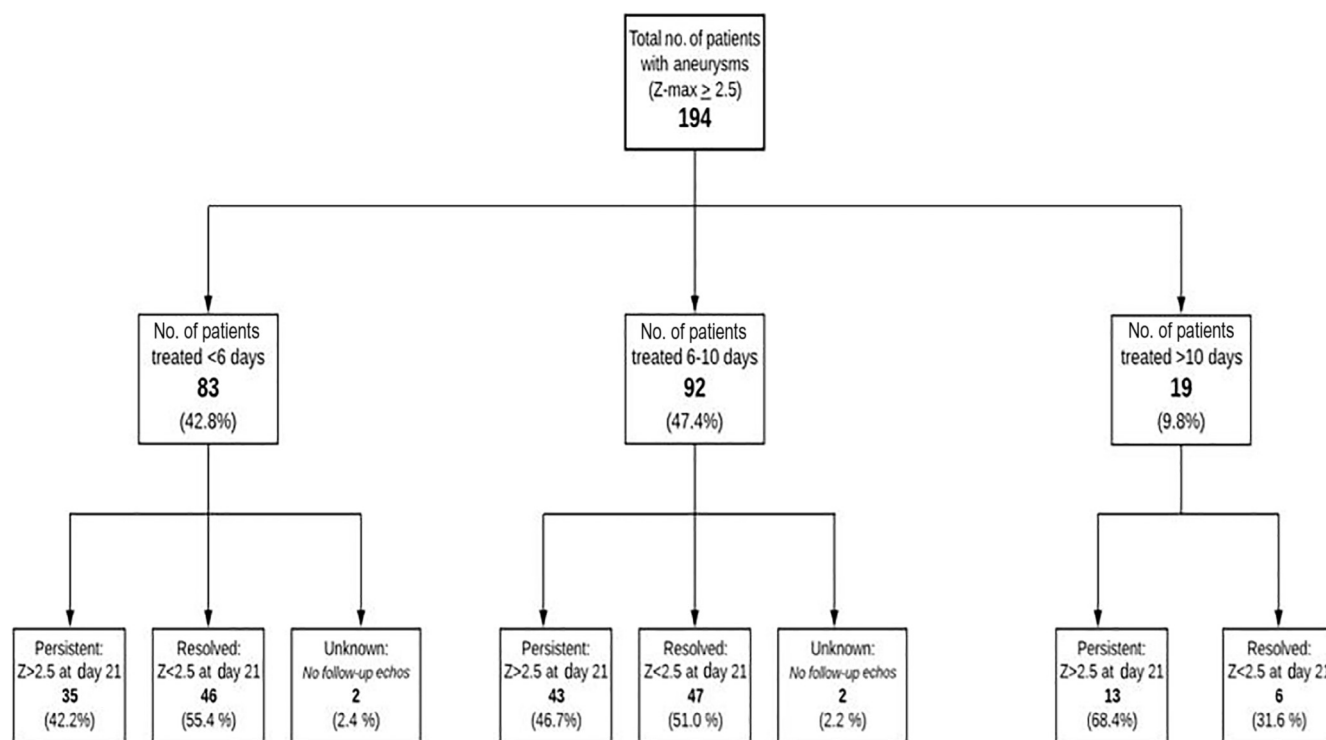 Total no. of patients
with aneurysms
(Z-max ≥ 2.5)
194
No. of patients
treated <6 days
83
(42.8%)
No. of patients
treated 6-10 days
92
(47.4%)
No. of patients
treated >10 days
19
(9.8%)
Persistent:
Z>2.5 at day 21
35
(42.2%)
Resolved:
Z<2.5 at day 21
46
(55.4 %)
Unknown:
No follow-up echos
2
(2.4 %)
Persistent:
Z>2.5 at day 21
43
(46.7%)
Resolved:
Z<2.5 at day 21
47
(51.0 %)
Unknown:
No follow-up echos
2
(2.2 %)
Persistent:
Z>2.5 at day 21
13
(68.4%)
Resolved:
Z<2.5 at day 21
6
(31.6 %)